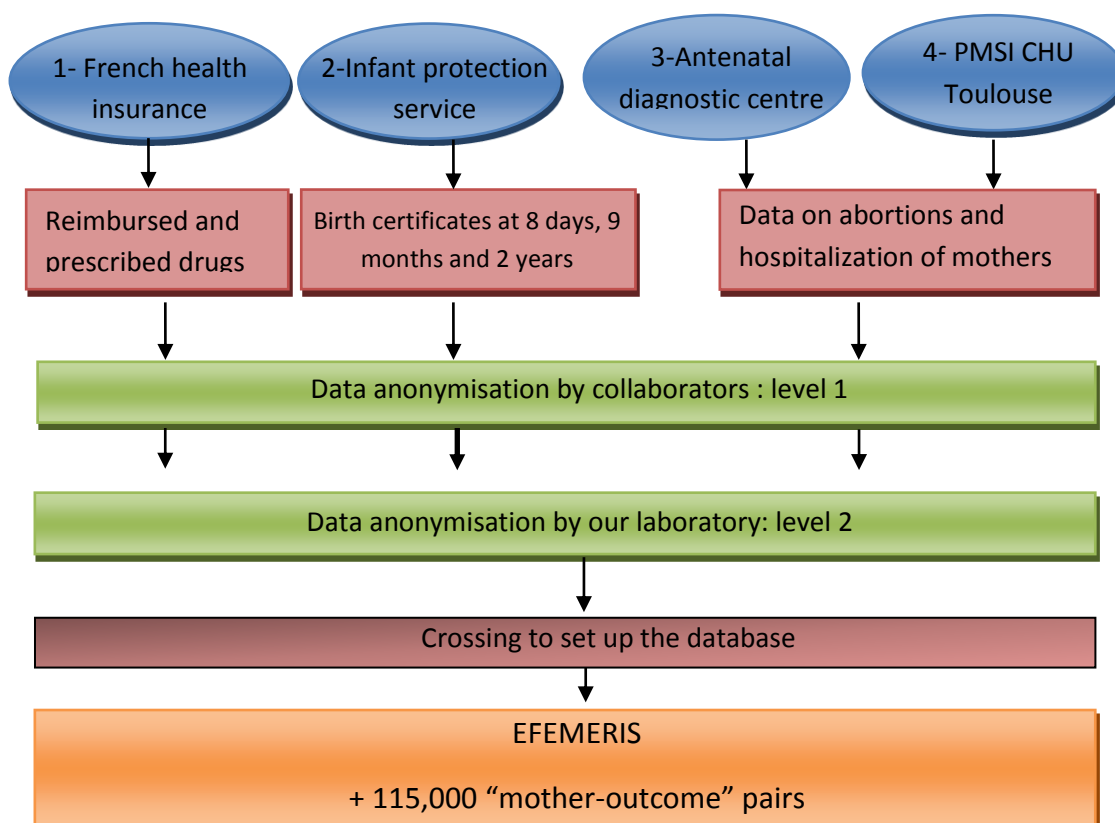 1- French health
insurance
2-Infant protection
service
3-Antenatal
diagnostic centre
4- PMSI CHU
Toulouse
Reimbursed and
prescribed drugs
Birth certificates at 8 days, 9
months and 2 years
Data on abortions and
hospitalization of mothers
Data anonymisation by collaborators : level 1
Data anonymisation by our laboratory: level 2
Crossing to set up the database
EFEMERIS
+ 115,000 “mother-outcome” pairs